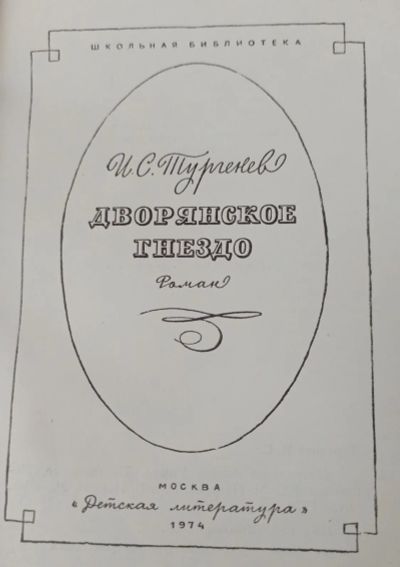 ШКОЛЬНАЯ БИБЛИОТЕКА
И.С.Тургенев
ДВОРЯНСКОЕ
ГНЕЗДО
Роман
МОСКВА
«Детская литература»
1974